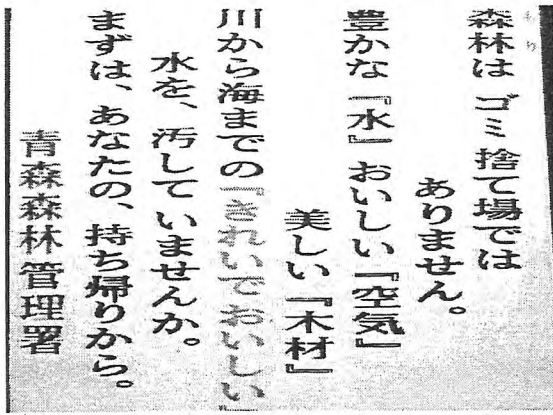 森林は ゴミ捨て場では
ありません。
豊かな『水』おいしい『空気』
美しい『木材』
川から海までの『きれいでおいしい』
水を、汚して いませんか。
まずは、あなたの、持ち帰りから。
青森森林管理署